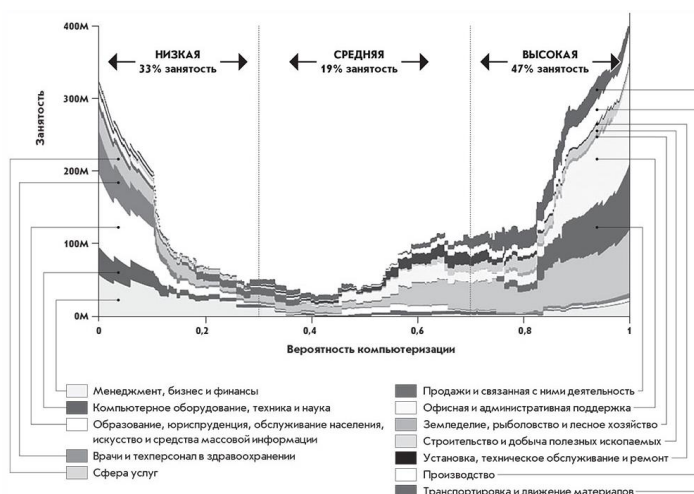 400M
300M
200M
100M
0M
Занятость
НИЗКАЯ
33% занятость
СРЕДНЯЯ
19% занятость
ВЫСОКАЯ
47% занятость
0
0,2
0,4
0,6
0,8
1
Вероятность компьютеризации
Менеджмент, бизнес и финансы
Компьютерное оборудование, техника и наука
Образование, юриспруденция, обслуживание населения,
искусство и средства массовой информации
Врачи и техперсонал в здравоохранении
Сфера услуг
Продажи и связанная с ними деятельность
Офисная и административная поддержка
Земледелие, рыболовство и лесное хозяйство
Строительство и добыча полезных ископаемых
Установка, техническое обслуживание и ремонт
Производство
Транспортировка и движение материалов